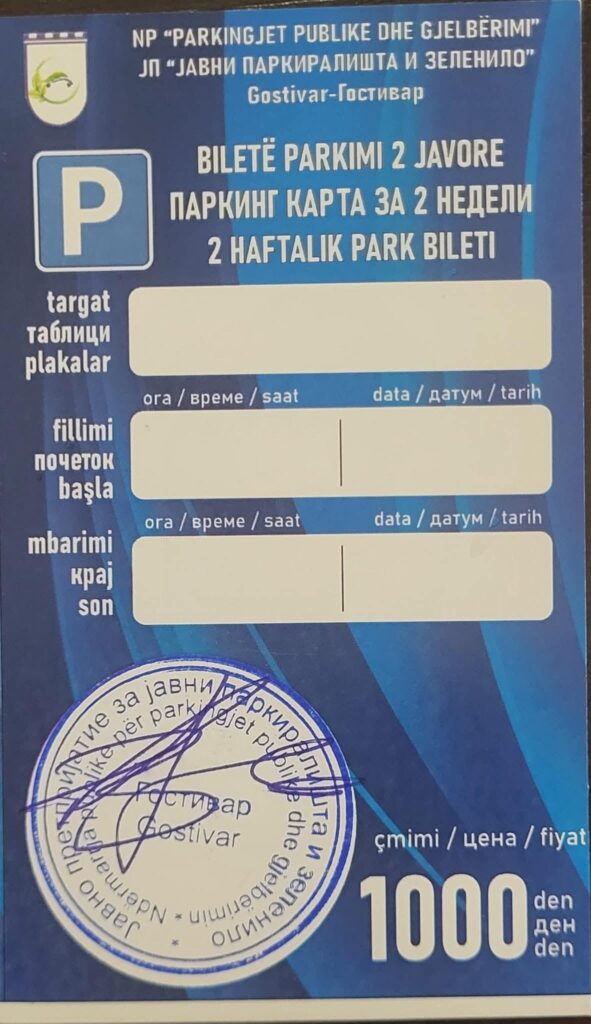 NP “PARKINGJET PUBLIKE DHE GJELBËRIMI”
ЈП “ЈАВНИ ПАРКИРАЛИШТА И ЗЕЛЕНИЛО”
Gostivar-Гостивар
P
BILETË PARKIMI 2 JAVORE
ПАРКИНГ КАРТА ЗА 2 НЕДЕЛИ
2 HAFTALIK PARK BILETI
targat
таблици
plakalar
ora / време / saat data / датум / tarih
fillimi
почеток
başla
ora / време / saat data / датум / tarih
mbarimi
крај
son
Јавно претпријатие за јавни паркиралишта и зеленило
Ndërmarja publike për parkingjet publike dhe gjelbërimin
Гостивар
Gostivar
çmimi / цена / fiyat
1000 den
ден
den